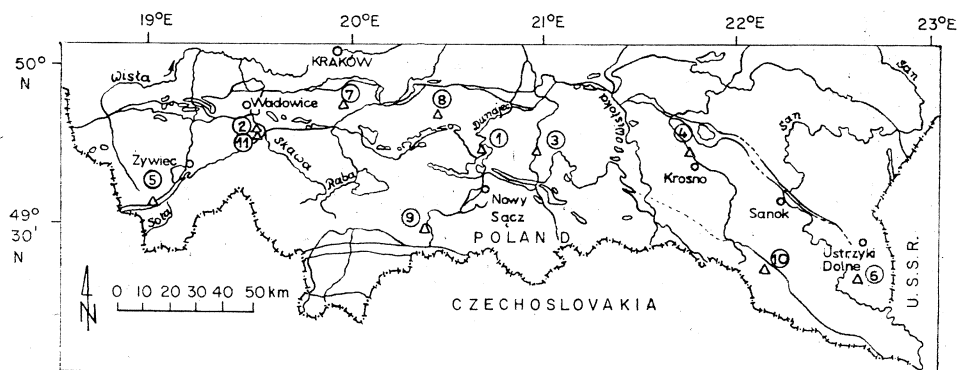 19°E
20°E
21°E
22°E
23°E
50°
N
49°
30'
N
Wisła
KRAKÓW
Wadowice
Skawa
Żywiec
Soła
Raba
Dunajec
Nowy
Sącz
Wisłoka
Krosno
Sanok
San
San
Ustrzyki
Dolne
POLAND
CZECHOSLOVAKIA
U.S.S.R.
1
2
3
4
5
6
7
8
9
10
11
N
0 10 20 30 40 50 km